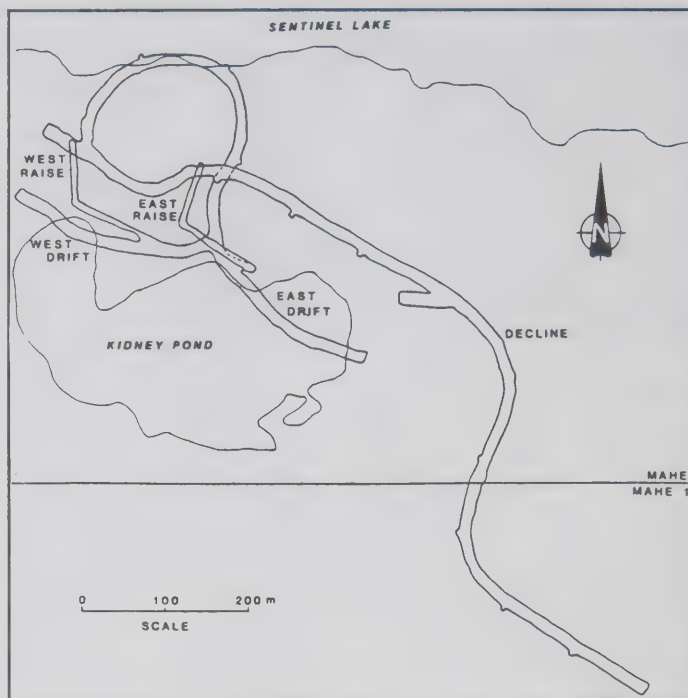 SENTINEL LAKE
WEST
RAISE
EAST
RAISE
N
WEST
DRIFT
EAST
DRIFT
DECLINE
KIDNEY POND
MAHE
MAHE
0 100 200 m
SCALE